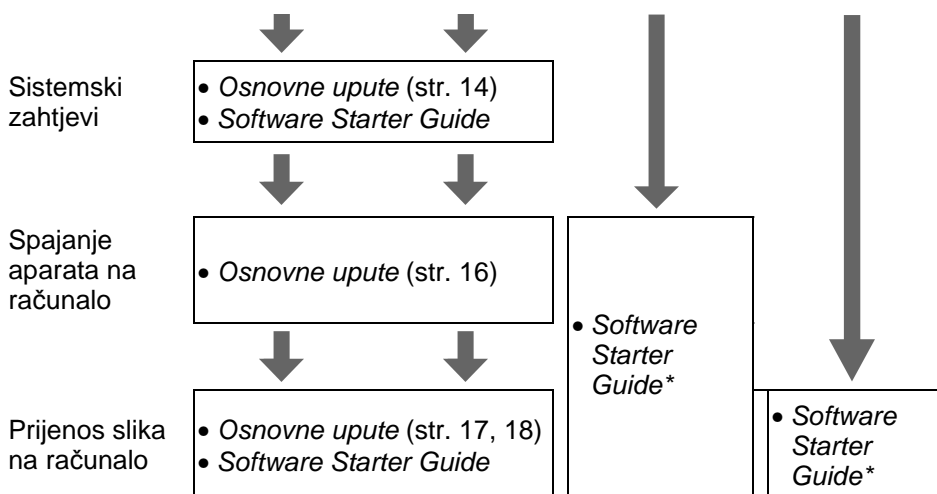 Sistemski
zahtjevi
• Osnovne upute (str. 14)
• Software Starter Guide
Spajanje
aparata na
računalo
• Osnovne upute (str. 16)
• Software
Starter
Guide*
Prijenos slika
na računalo
• Osnovne upute (str. 17, 18)
• Software Starter Guide
• Software
Starter
Guide*